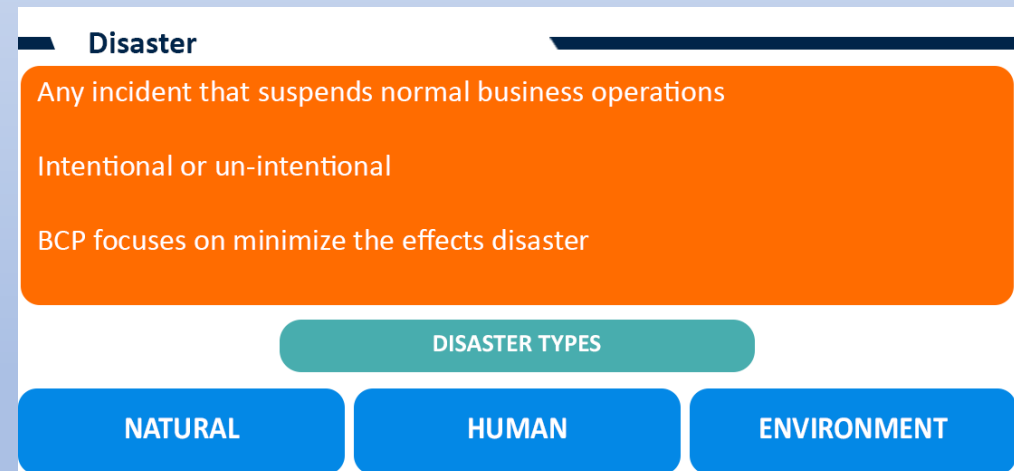 Disaster
Any incident that suspends normal business operations
Intentional or un-intentional
BCP focuses on minimize the effects disaster
DISASTER TYPES
NATURAL
HUMAN
ENVIRONMENT